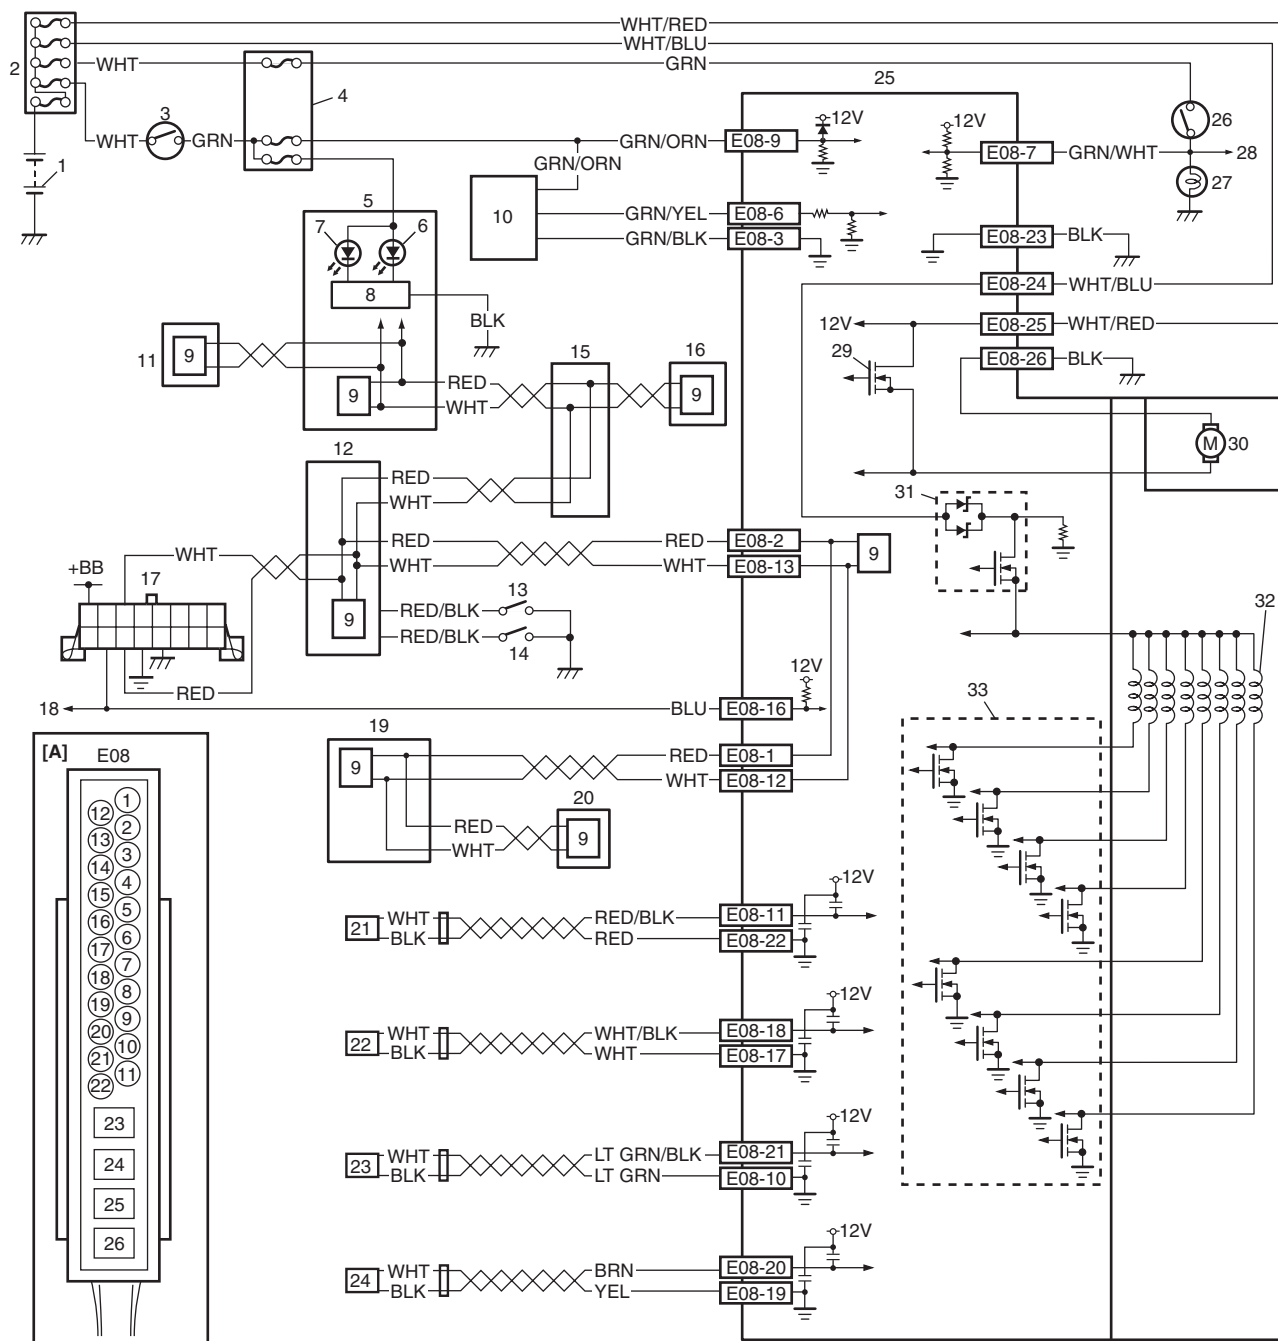 WHT/RED
WHT/BLU
2 WHT GRN
25
3 4 26
WHT GRN GRN/ORN E08-9 12V 12V E08-7 GRN/WHT 28
1 GRN/ORN
27
5 10 GRN/YEL E08-6
7 6 GRN/BLK E08-3 E08-23 BLK
8 E08-24 WHT/BLU
BLK 12V E08-25 WHT/RED
11 9 15 16 29 E08-26 BLK
9 RED 9
WHT
12 M 30
RED
WHT 31
WHT RED RED E08-2 9
+BB WHT WHT E08-13
17 13 32
9 RED/BLK
RED/BLK
14
RED 12V
18 BLU E08-16 33
19
[A] E08 9 RED E08-1
WHT E08-12
1 20
12 RED 9
2 WHT
13
3
14 12V
4
15 21 WHT RED/BLK E08-11
5 BLK RED E08-22
16
6
17
7 12V
18
8 22 WHT WHT/BLK E08-18
19 BLK WHT E08-17
9
20
10
21
11
22
23 12V
23 WHT LT GRN/BLK E08-21
24 BLK LT GRN E08-10
25
12V
26 24 WHT BRN E08-20
BLK YEL E08-19